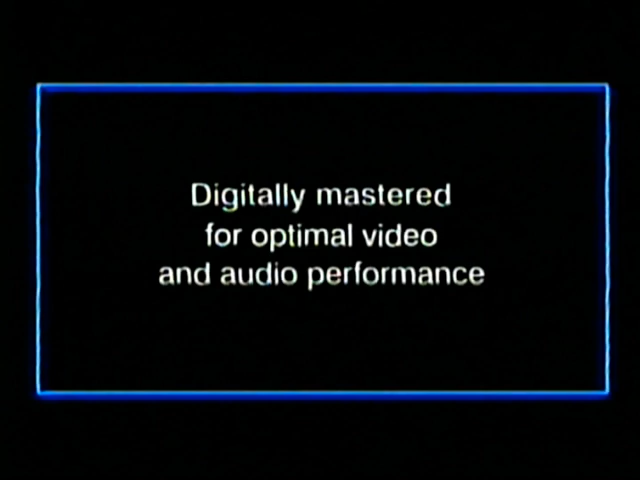 Digitally mastered
for optimal video
and audio performance